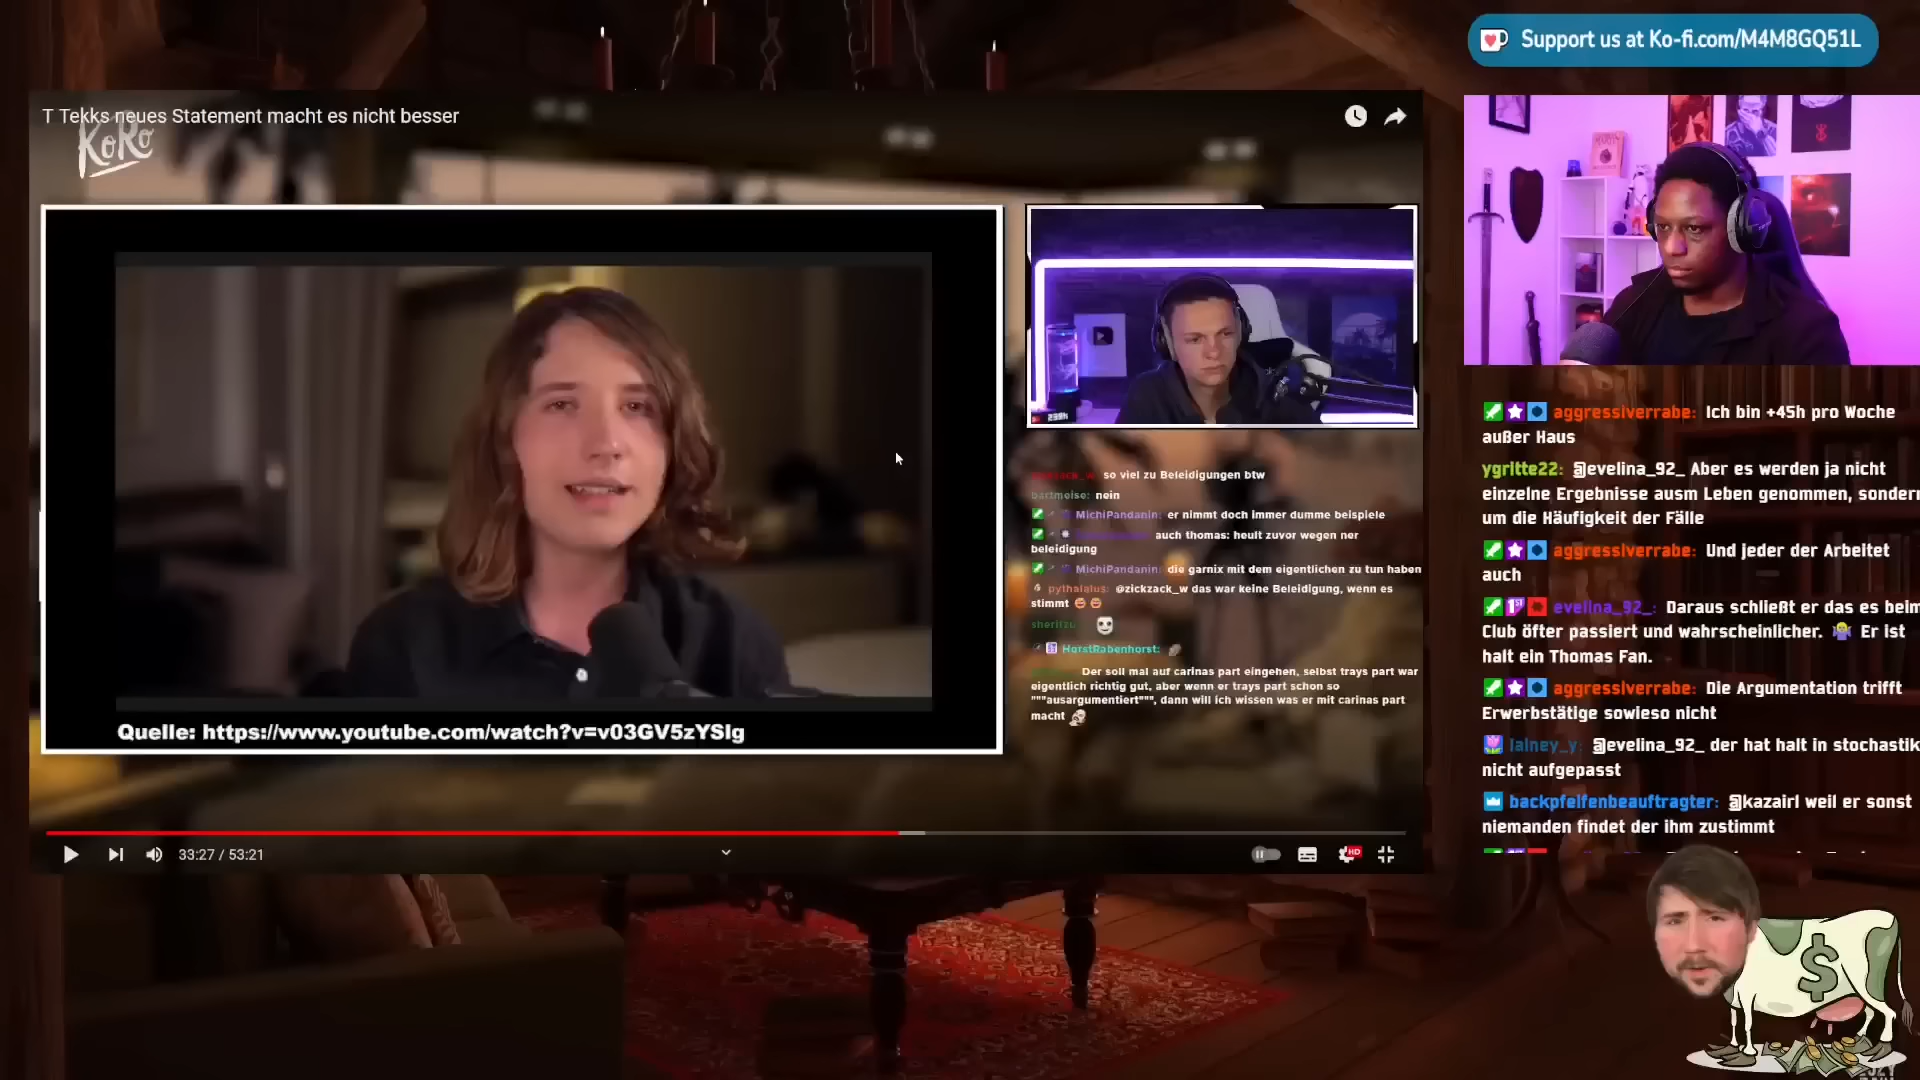 Support us at Ko-fi.com/M4M8GQ51L
T Tekks neues Statement macht es nicht besser
KoRo
Quelle: https://www.youtube.com/watch?v=v03GV5zYSIg
so viel zu Beleidigungen btw
bartmoise: nein
MichiPandanin: er nimmt doch immer dumme beispiele
auch thomas: heult zuvor wegen ner
beleidigung
MichiPandanin: die garnix mit dem eigentlichen zu tun haben
pythalalus: @zickzack_w das war keine Beleidigung, wenn es
stimmt
HorstRabenhorst:
Der soll mal auf carinas part eingehen, selbst trays part war
eigentlich richtig gut, aber wenn er trays part schon so
"""ausargumentiert""", dann will ich wissen was er mit carinas part
macht
33:27 / 53:21
HD
aggressiverrabe: Ich bin +45h pro Woche
außer Haus
ygritte22: @evelina_92_ Aber es werden ja nicht
einzelne Ergebnisse ausm Leben genommen, sondern
um die Häufigkeit der Fälle
aggressiverrabe: Und jeder der Arbeitet
auch
evelina_92_: Daraus schließt er das es beim
Club öfter passiert und wahrscheinlicher. Er ist
halt ein Thomas Fan.
aggressiverrabe: Die Argumentation trifft
Erwerbstätige sowieso nicht
lainey_y: @evelina_92_ der hat halt in stochastik
nicht aufgepasst
backpfeifenbeauftragter: @kazairl weil er sonst
niemanden findet der ihm zustimmt
$